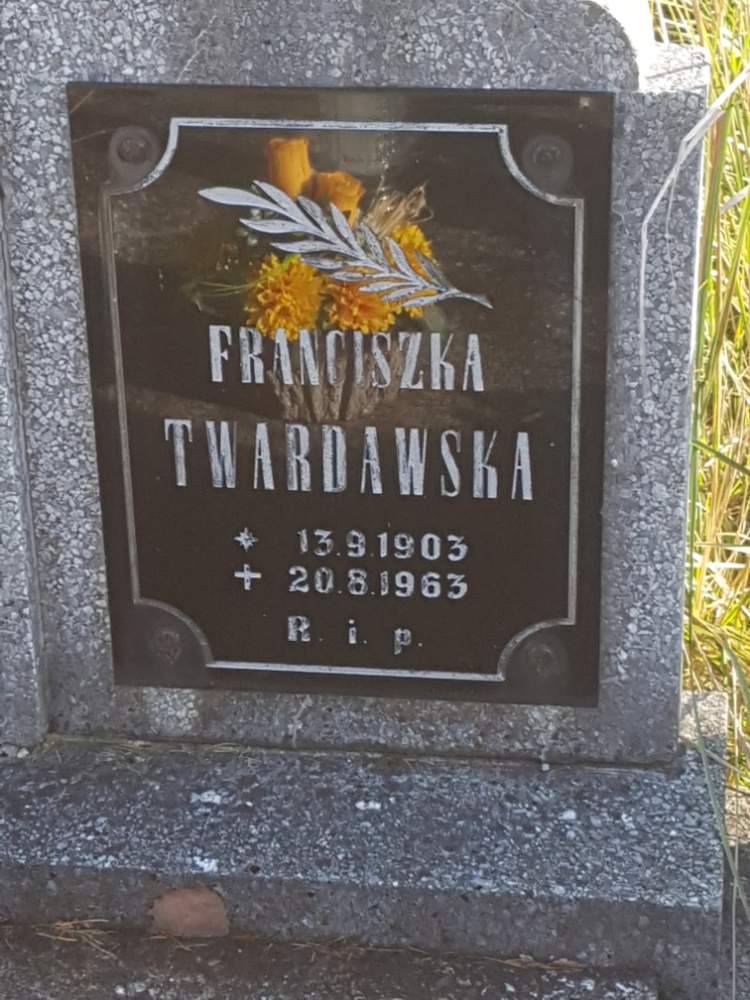 FRANCISZKA
TWARDAWSKA
* 13.9.1903
+ 20.8.1963
R. i. p.